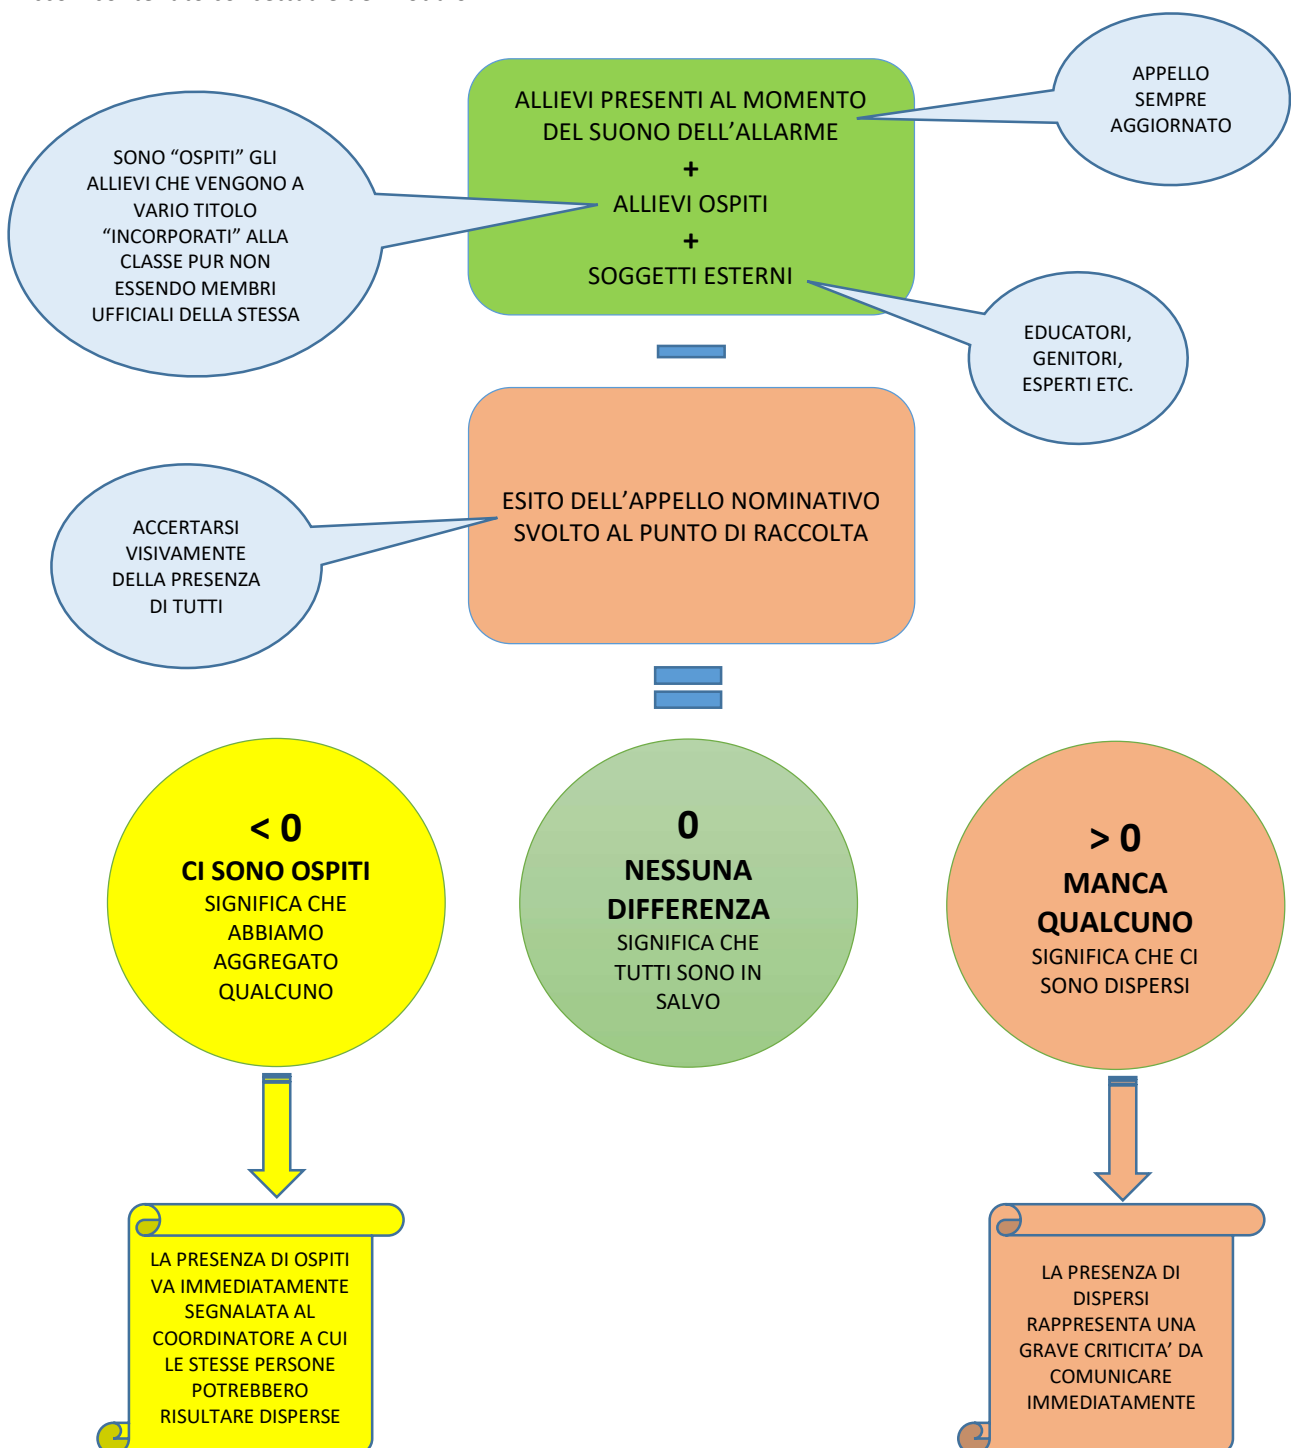 ALLIEVI PRESENTI AL MOMENTO
DEL SUONO DELL’ALLARME
+
ALLIEVI OSPITI
+
SOGGETTI ESTERNI
APPELLO
SEMPRE
AGGIORNATO
SONO “OSPITI” GLI
ALLIEVI CHE VENGONO A
VARIO TITOLO
“INCORPORATI” ALLA
CLASSE PUR NON
ESSENDO MEMBRI
UFFICIALI DELLA STESSA
EDUCATORI,
GENITORI,
ESPERTI ETC.
ESITO DELL’APPELLO NOMINATIVO
SVOLTO AL PUNTO DI RACCOLTA
ACCERTARSI
VISIVAMENTE
DELLA PRESENZA
DI TUTTI
< 0
CI SONO OSPITI
SIGNIFICA CHE
ABBIAMO
AGGREGATO
QUALCUNO
0
NESSUNA
DIFFERENZA
SIGNIFICA CHE
TUTTI SONO IN
SALVO
> 0
MANCA
QUALCUNO
SIGNIFICA CHE CI
SONO DISPERSI
LA PRESENZA DI OSPITI
VA IMMEDIATAMENTE
SEGNALATA AL
COORDINATORE A CUI
LE STESSE PERSONE
POTREBBERO
RISULTARE DISPERSE
LA PRESENZA DI
DISPERSI
RAPPRESENTA UNA
GRAVE CRITICITA’ DA
COMUNICARE
IMMEDIATAMENTE